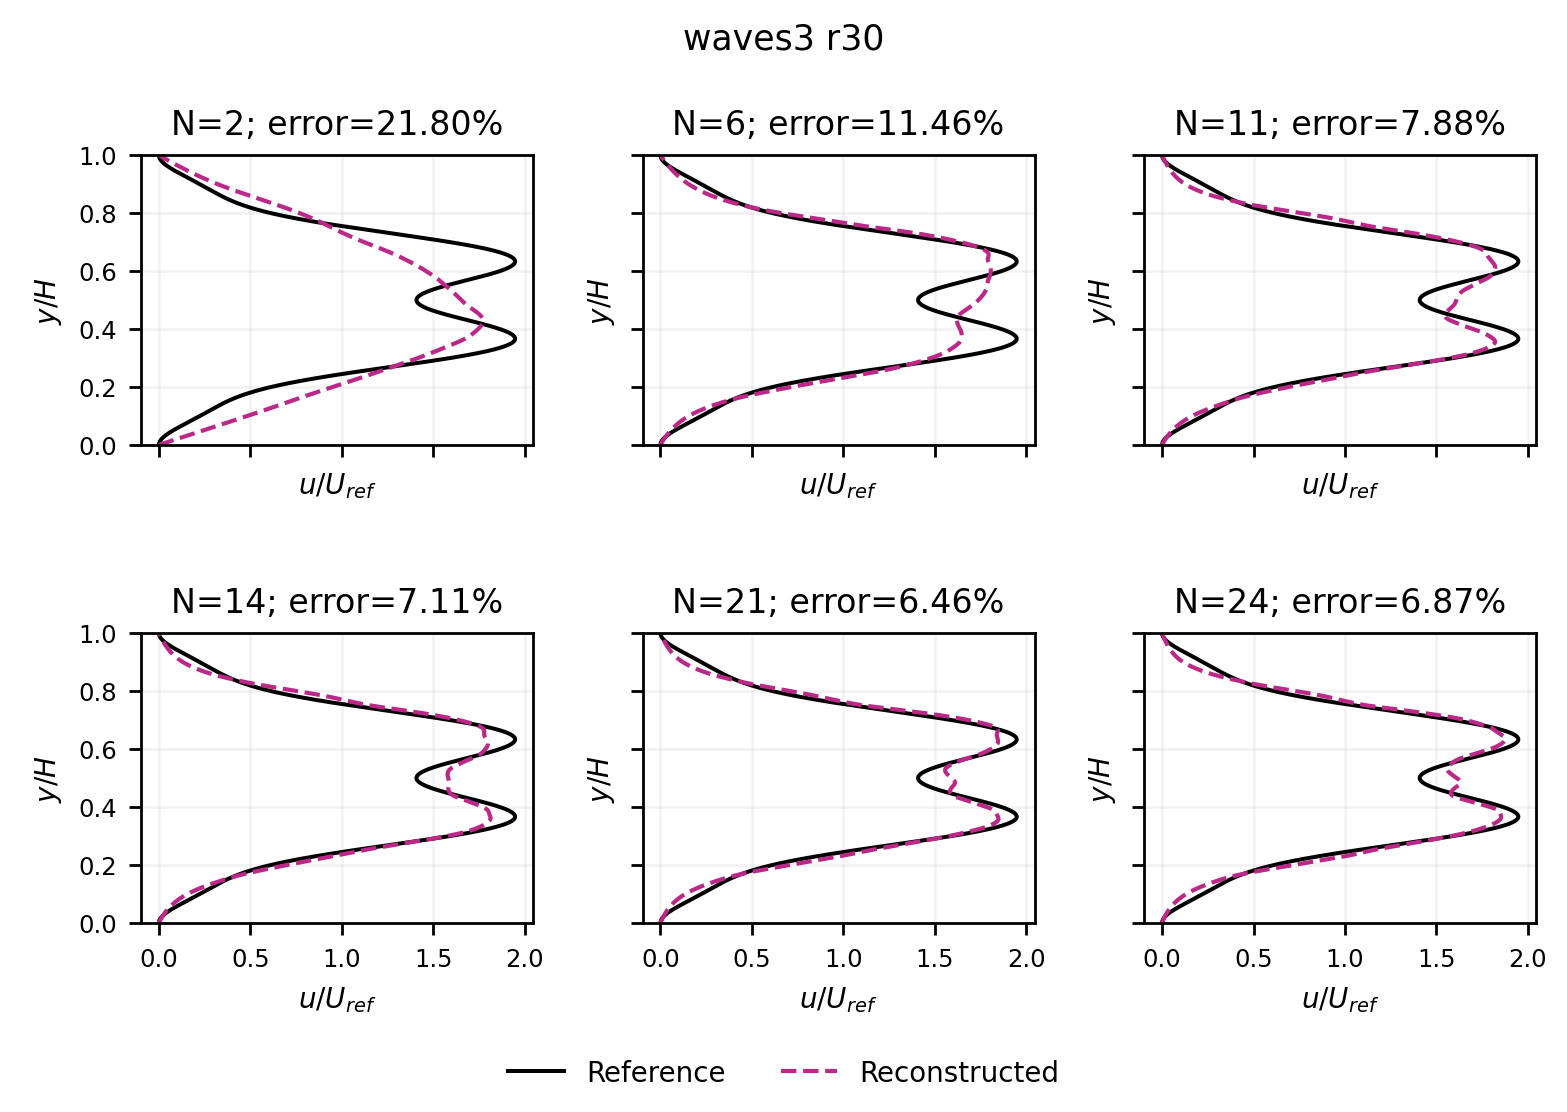 waves3 r30
N=2; error=21.80%
N=6; error=11.46%
N=11; error=7.88%
1.0
0.8
0.6
0.4
0.2
0.0
y/H
y/H
y/H
u/U_ref
u/U_ref
u/U_ref
N=14; error=7.11%
N=21; error=6.46%
N=24; error=6.87%
1.0
0.8
0.6
0.4
0.2
0.0
y/H
y/H
y/H
0.0 0.5 1.0 1.5 2.0
0.0 0.5 1.0 1.5 2.0
0.0 0.5 1.0 1.5 2.0
u/U_ref
u/U_ref
u/U_ref
Reference
Reconstructed